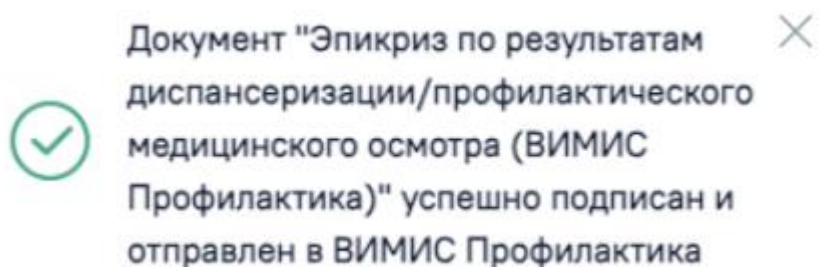 Документ "Эпикриз по результатам
диспансеризации/профилактического
медицинского осмотра (ВИМИС
Профилактика)" успешно подписан и
отправлен в ВИМИС Профилактика